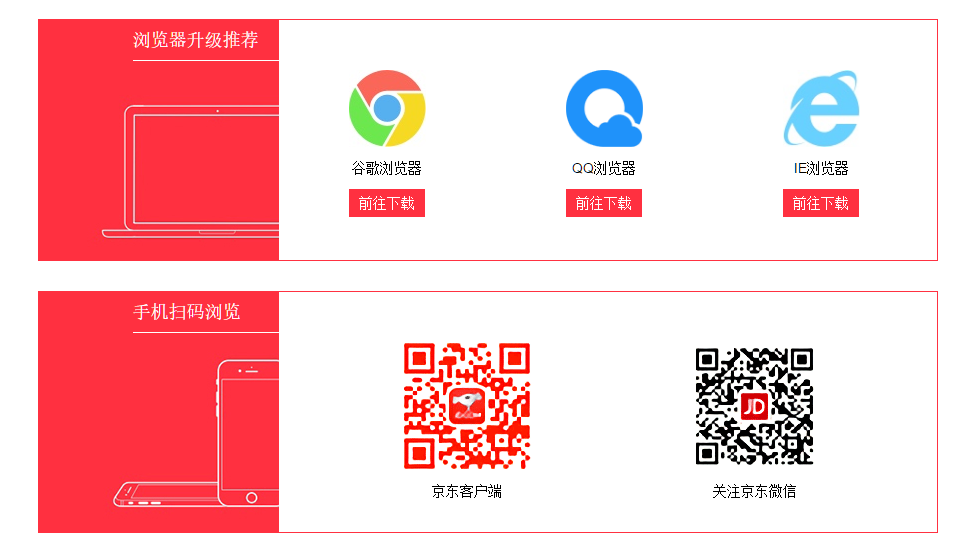 浏览器升级推荐
谷歌浏览器
QQ浏览器
IE浏览器
前往下载
前往下载
前往下载
手机扫码浏览
JD
京东客户端
关注京东微信